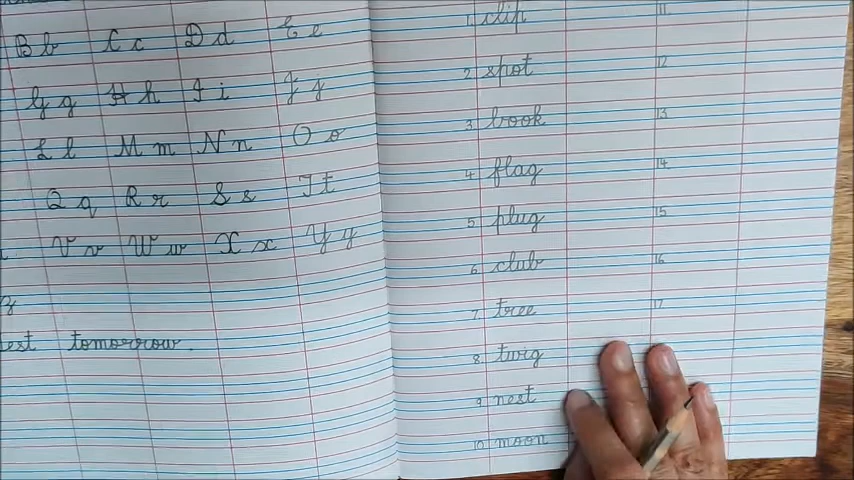 Bb Cc Dd Ee
Gg Hh Ii Jj
Ll Mm Nn Oo
Qq Rr Ss Tt
Vv Ww Xx Yy
z
test tomorrow.
1 clip
2 spot
3 book
4 flag
5 plug
6 club
7 tree
8 twig
9 nest
10 moon
11
12
13
14
15
16
17